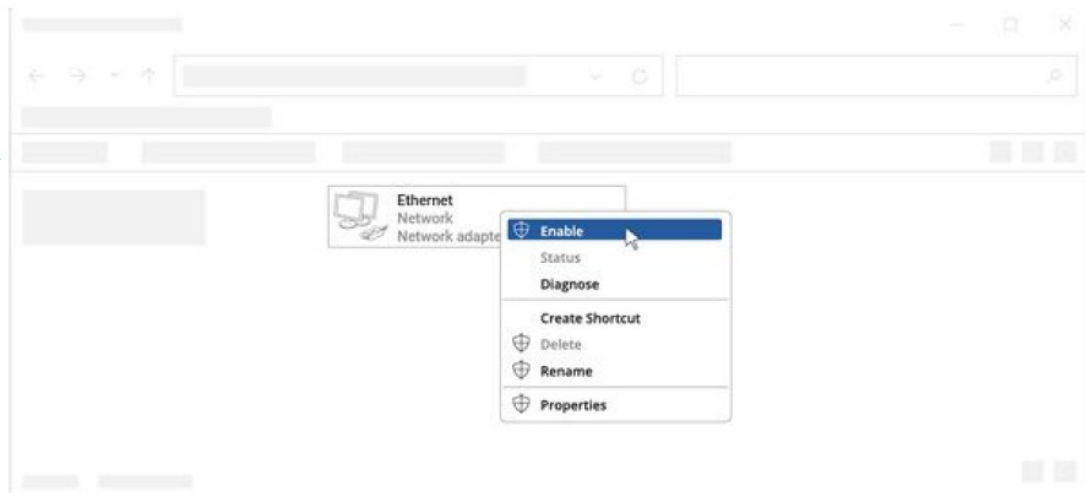 Ethernet
Network
Network adapte
Enable
Status
Diagnose
Create Shortcut
Delete
Rename
Properties